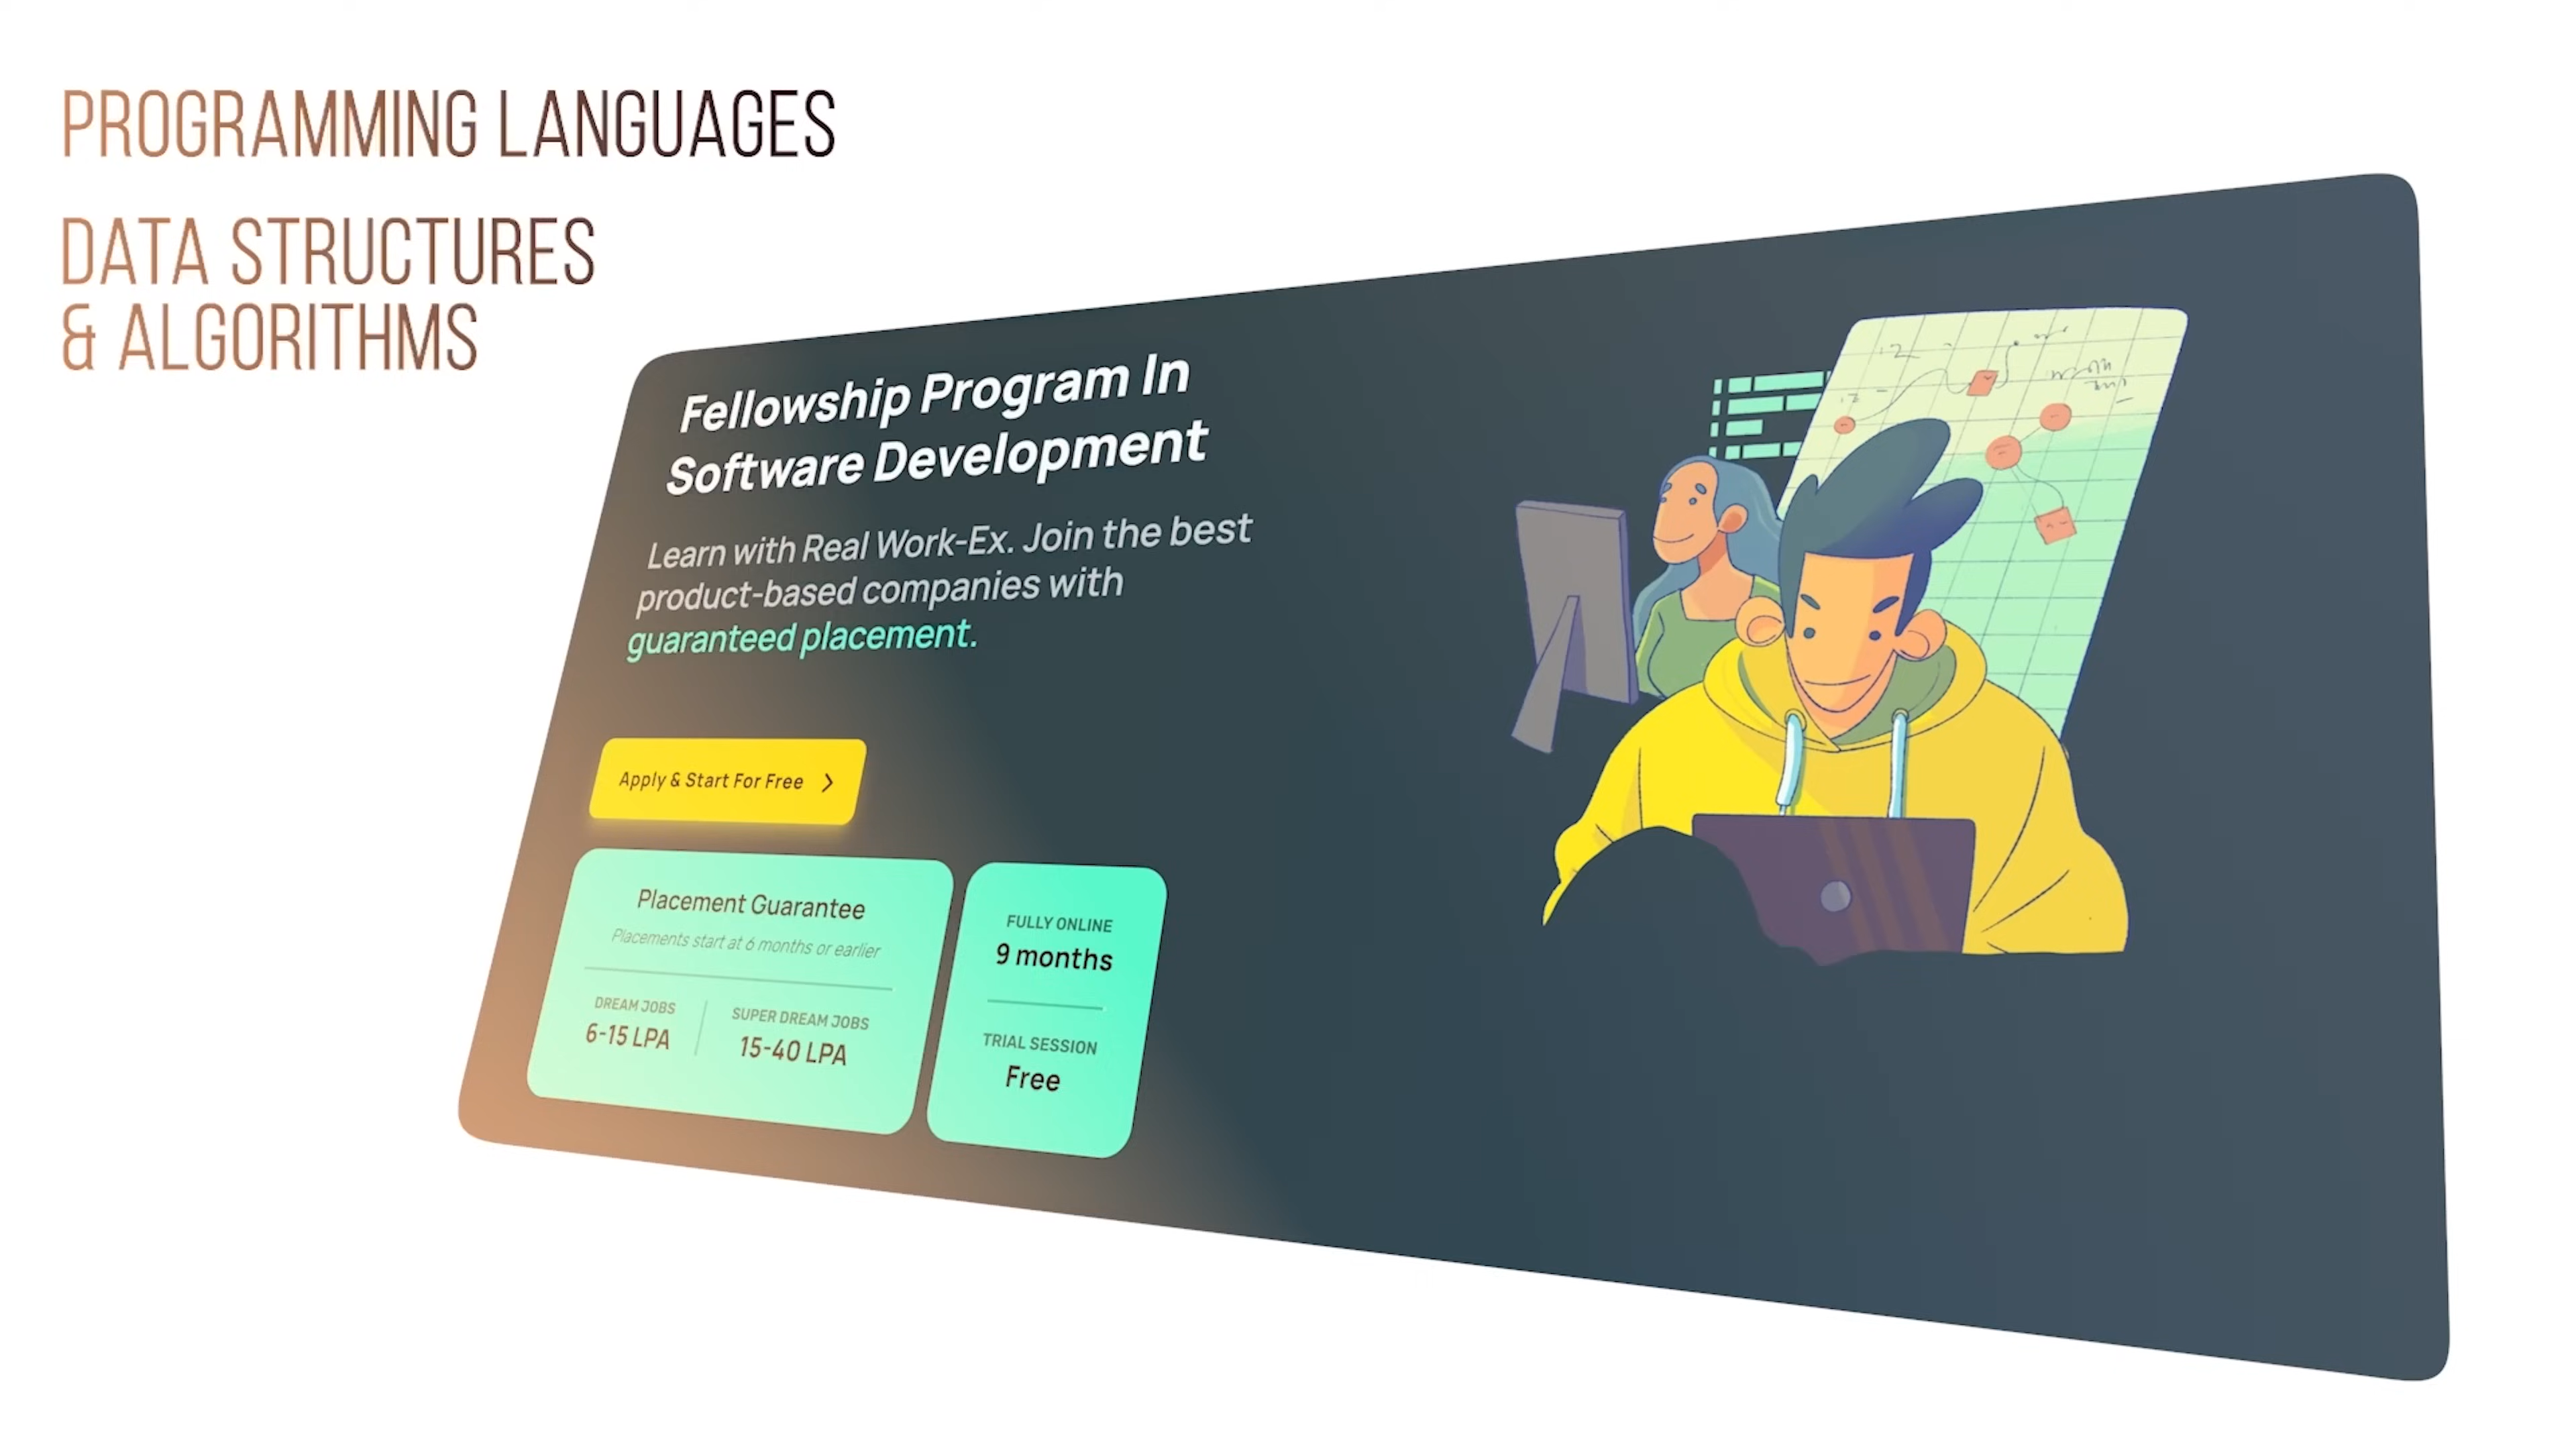 PROGRAMMING LANGUAGES
DATA STRUCTURES
& ALGORITHMS
Fellowship Program In
Software Development
Learn with Real Work-Ex. Join the best
product-based companies with
guaranteed placement.
Apply & Start For Free
Placement Guarantee
Placements start at 6 months or earlier
DREAM JOBS
6-15 LPA
SUPER DREAM JOBS
15-40 LPA
FULLY ONLINE
9 months
TRIAL SESSION
Free